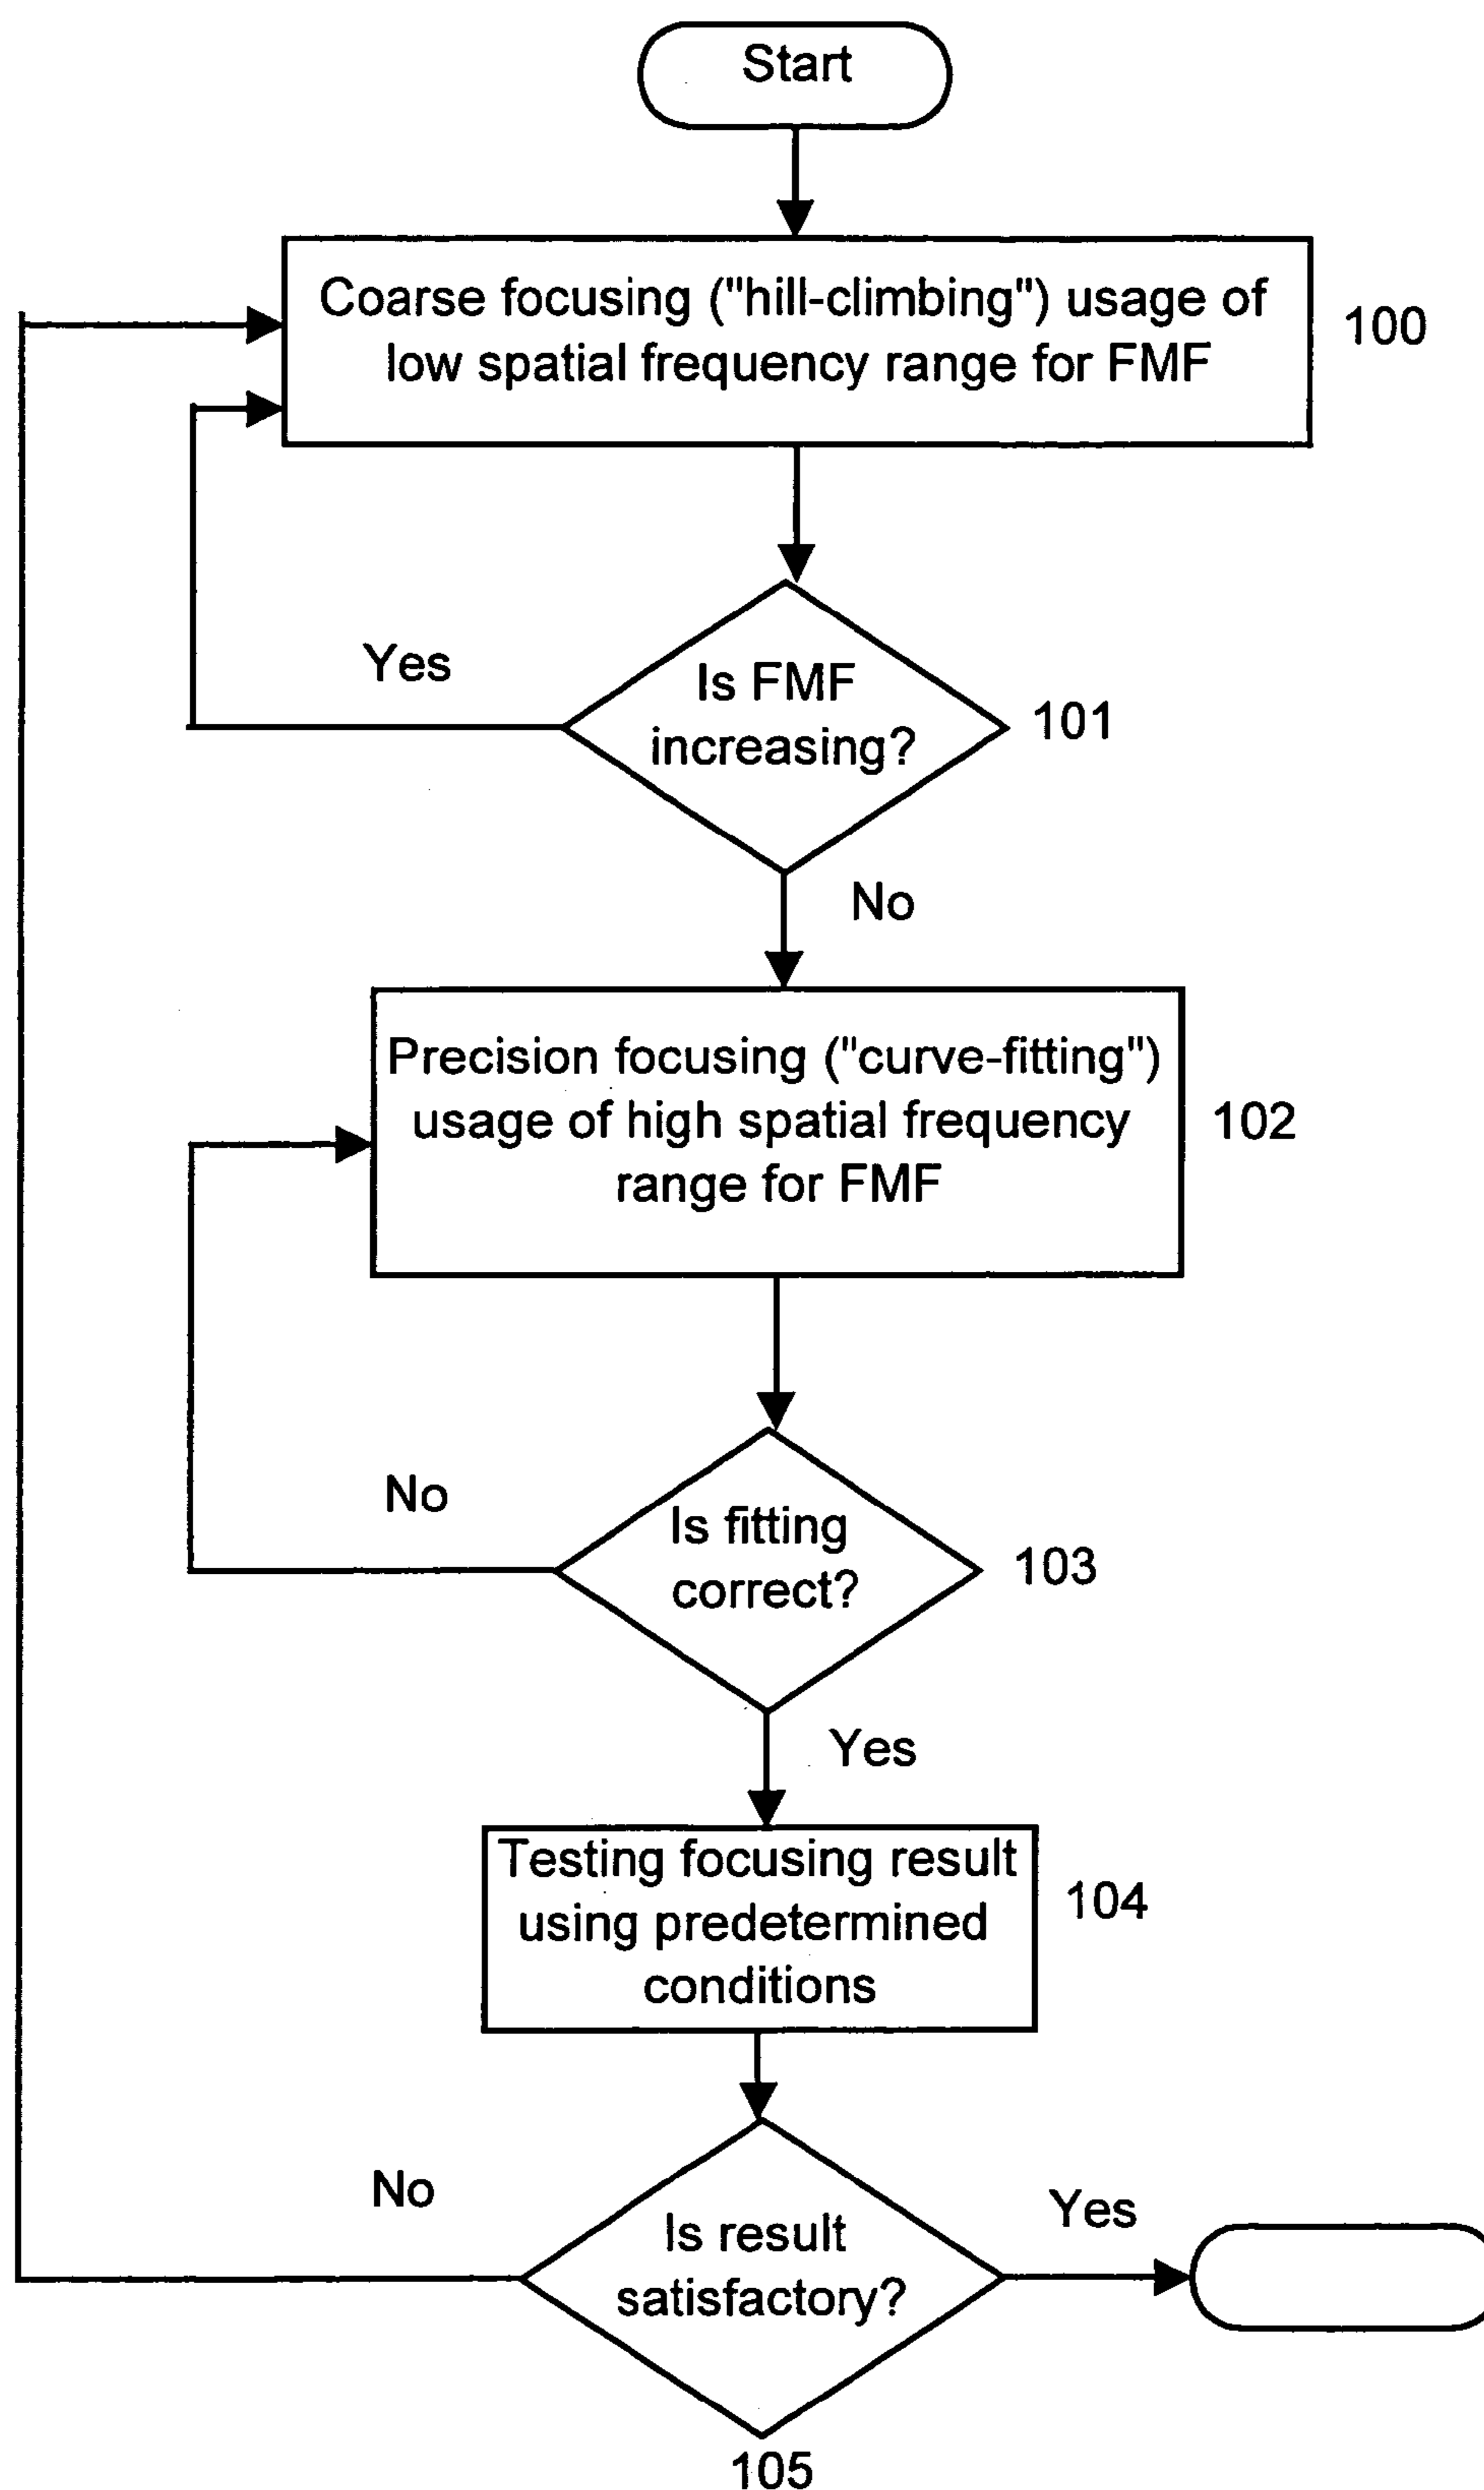 Start
Coarse focusing ("hill-climbing") usage of
low spatial frequency range for FMF
100
Yes
Is FMF
increasing?
101
No
Precision focusing ("curve-fitting")
usage of high spatial frequency
range for FMF
102
No
Is fitting
correct?
103
Yes
Testing focusing result
using predetermined
conditions
104
No
Is result
satisfactory?
Yes
105